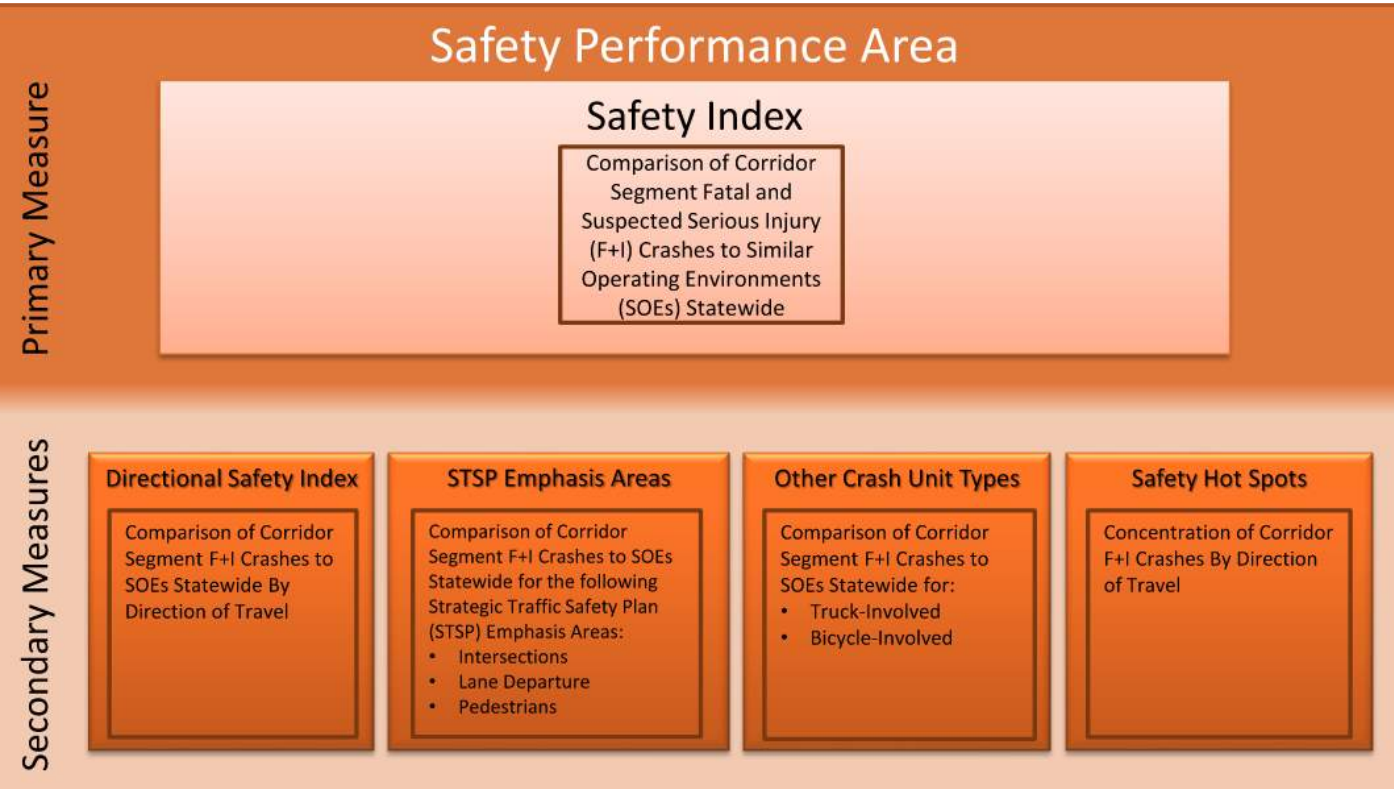 Safety Performance Area
Primary Measure
Safety Index
Comparison of Corridor
Segment Fatal and
Suspected Serious Injury
(F+I) Crashes to Similar
Operating Environments
(SOEs) Statewide
Secondary Measures
Directional Safety Index
Comparison of Corridor
Segment F+I Crashes to
SOEs Statewide By
Direction of Travel
STSP Emphasis Areas
Comparison of Corridor
Segment F+I Crashes to SOEs
Statewide for the following
Strategic Traffic Safety Plan
(STSP) Emphasis Areas:
• Intersections
• Lane Departure
• Pedestrians
Other Crash Unit Types
Comparison of Corridor
Segment F+I Crashes to
SOEs Statewide for:
• Truck-Involved
• Bicycle-Involved
Safety Hot Spots
Concentration of Corridor
F+I Crashes By Direction
of Travel